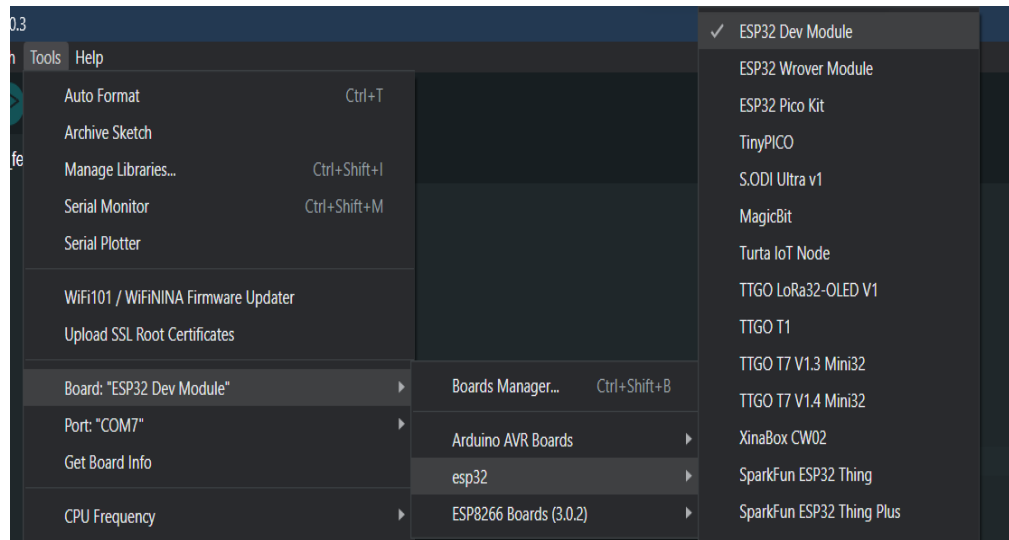 0.3
Tools Help
Auto Format Ctrl+T
Archive Sketch
Manage Libraries... Ctrl+Shift+I
Serial Monitor Ctrl+Shift+M
Serial Plotter
WiFi101 / WiFiNINA Firmware Updater
Upload SSL Root Certificates
Board: "ESP32 Dev Module"
Port: "COM7"
Get Board Info
CPU Frequency
Boards Manager... Ctrl+Shift+B
Arduino AVR Boards
esp32
ESP8266 Boards (3.0.2)
ESP32 Dev Module
ESP32 Wrover Module
ESP32 Pico Kit
TinyPICO
S.ODI Ultra v1
MagicBit
Turta IoT Node
TTGO LoRa32-OLED V1
TTGO T1
TTGO T7 V1.3 Mini32
TTGO T7 V1.4 Mini32
XinaBox CW02
SparkFun ESP32 Thing
SparkFun ESP32 Thing Plus